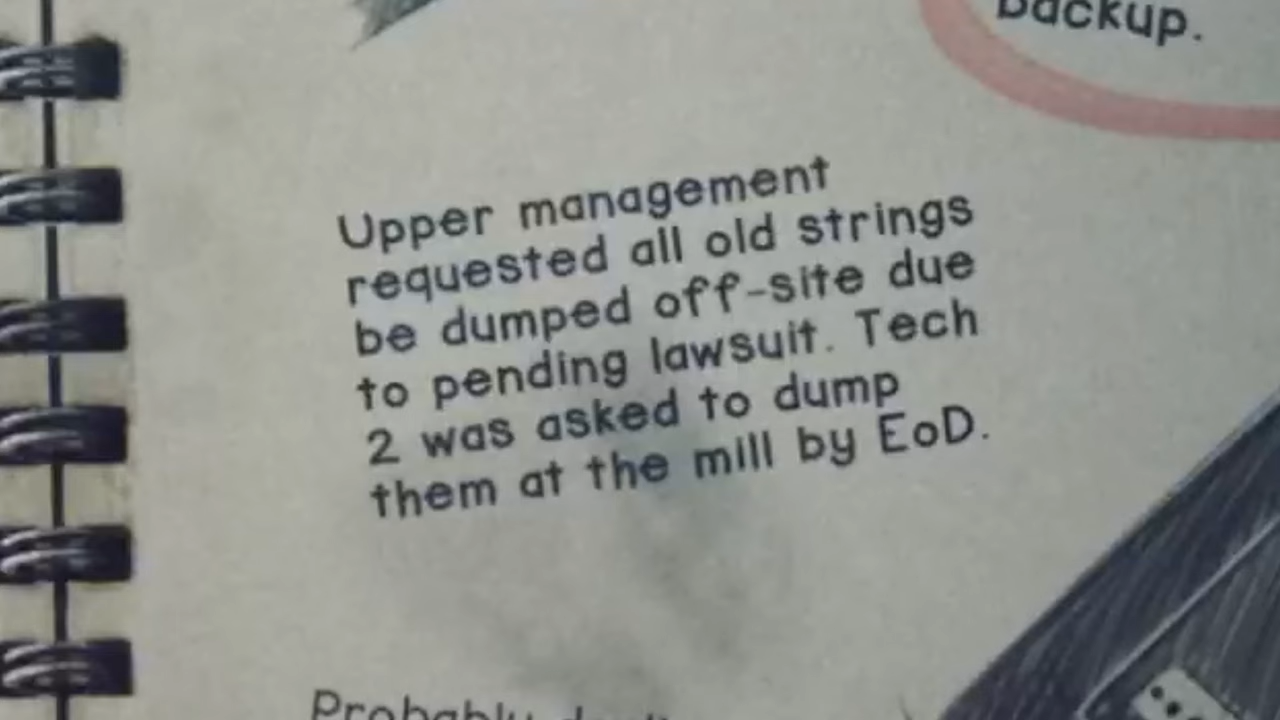 backup.
Upper management
requested all old strings
be dumped off-site due
to pending lawsuit. Tech
2 was asked to dump
them at the mill by EoD.
Probably